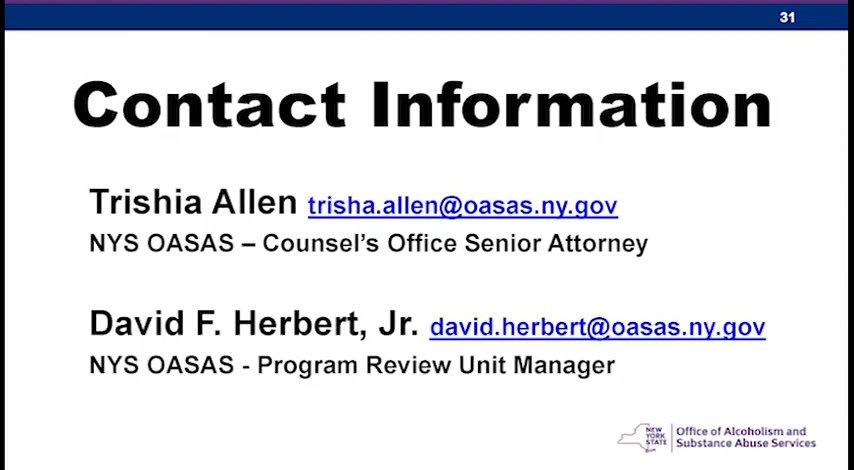 31
Contact Information
Trishia Allen trisha.allen@oasas.ny.gov
NYS OASAS – Counsel’s Office Senior Attorney
David F. Herbert, Jr. david.herbert@oasas.ny.gov
NYS OASAS - Program Review Unit Manager
NEW
YORK
STATE
Office of Alcoholism and
Substance Abuse Services